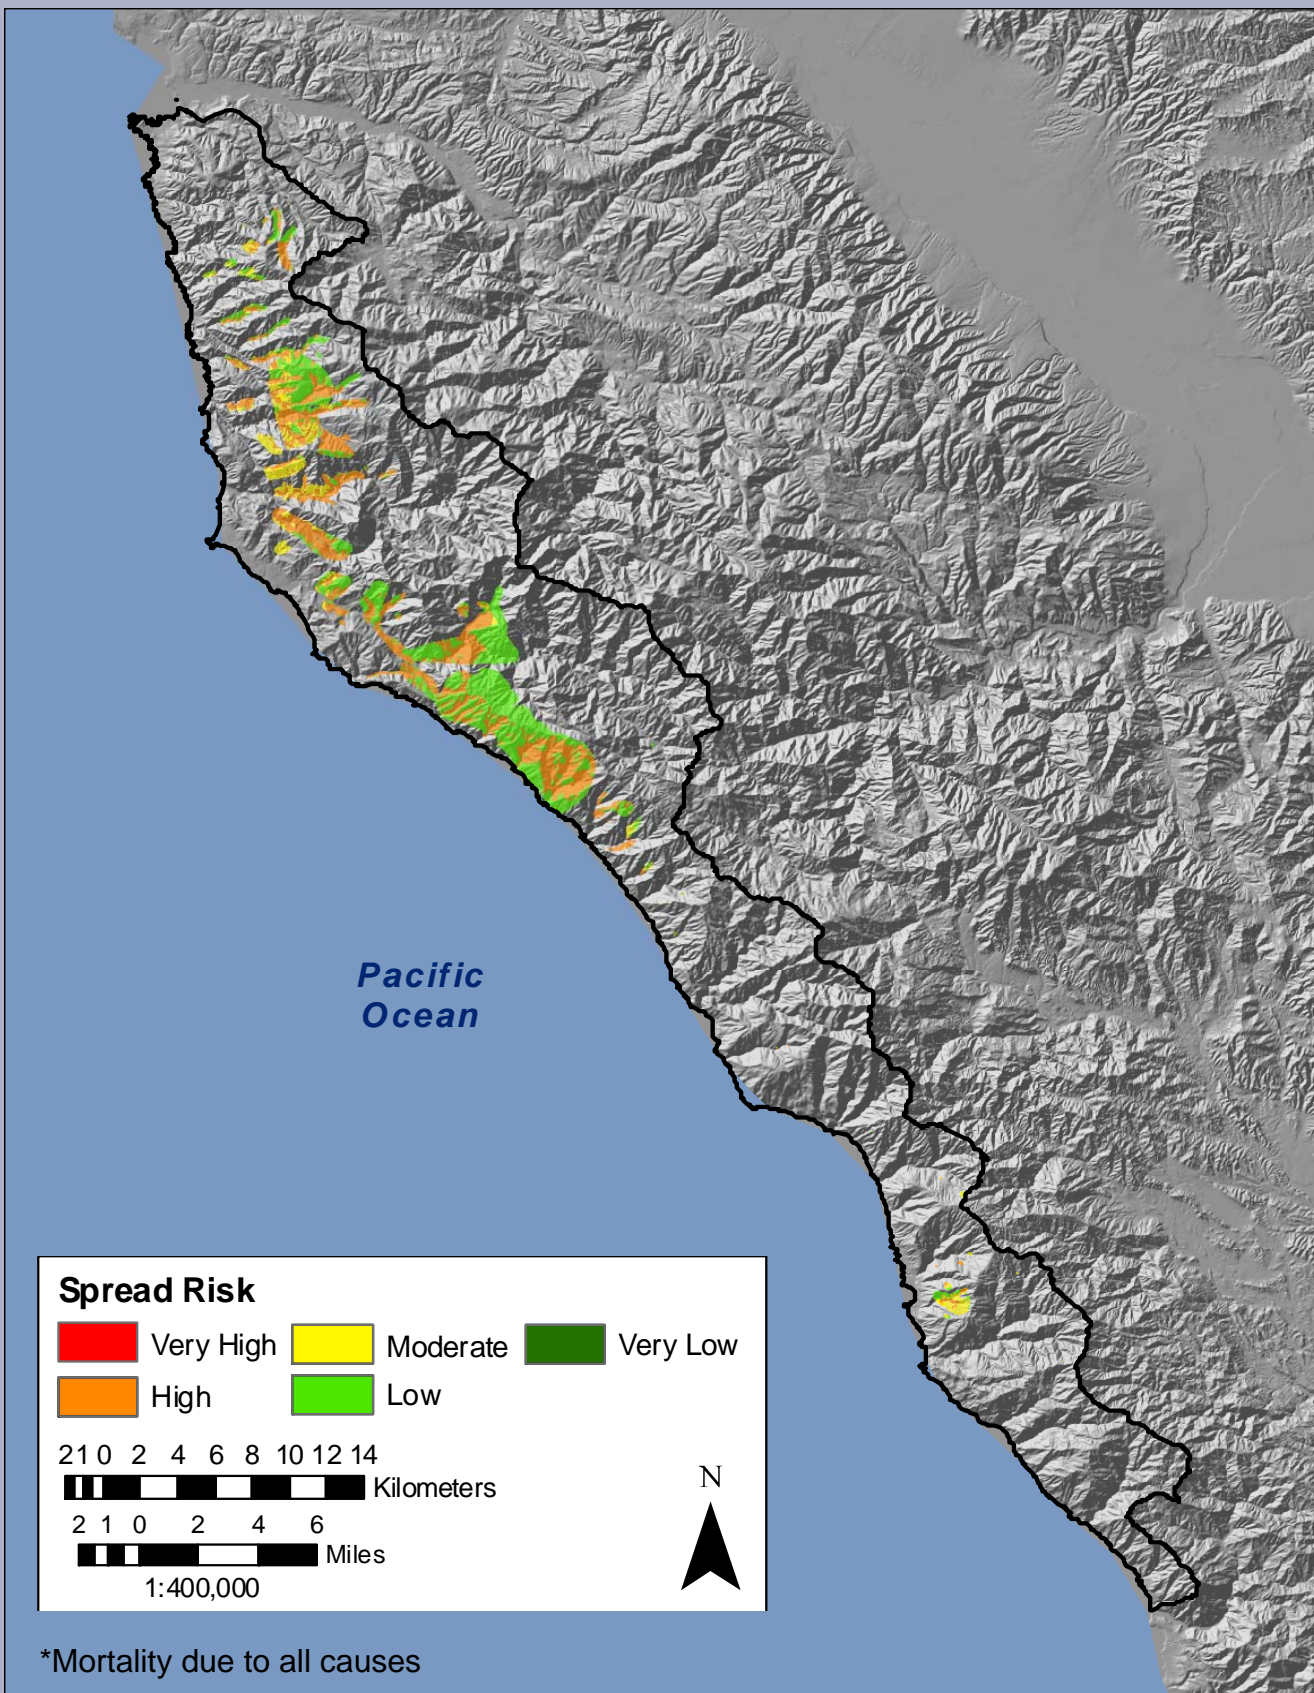 Pacific
Ocean
Spread Risk
Very High
Moderate
Very Low
High
Low
2 1 0 2 4 6 8 10 12 14
Kilometers
2 1 0 2 4 6
Miles
1:400,000
N
*Mortality due to all causes